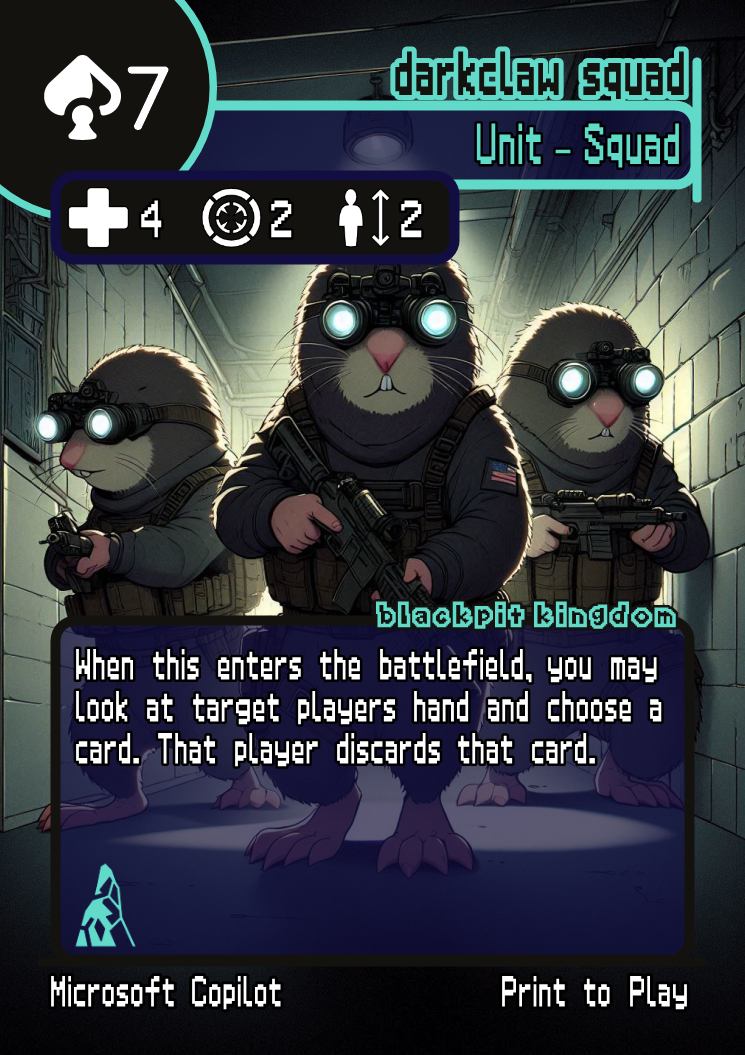 7
darkclaw squad
Unit - Squad
4 2 2
blackpit kingdom
When this enters the battlefield, you may
look at target players hand and choose a
card. That player discards that card.
Microsoft Copilot
Print to Play